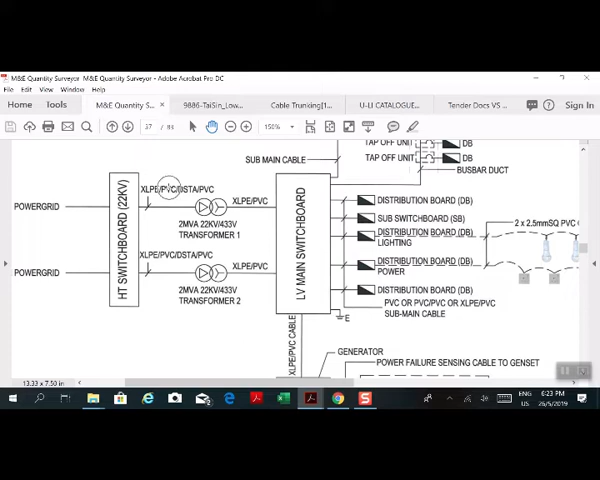 M&E Quantity Surveyor M&E Quantity Surveyor - Adobe Acrobat Pro DC
File Edit View Window Help
Home Tools M&E Quantity S... × 9886-TaiSin_Low... Cable Trunking[1... U-LI CATALOGUE... Tender Docs VS ... Sign In
37 / 83 150%
TAP OFF UNIT DB
SUB MAIN CABLE TAP OFF UNIT DB
BUSBAR DUCT
XLPE/PVC/DSTA/PVC
POWERGRID
HT SWITCHBOARD (22KV)
XLPE/PVC
2MVA 22KV/433V
TRANSFORMER 1
LV MAIN SWITCHBOARD
DISTRIBUTION BOARD (DB)
SUB SWITCHBOARD (SB)
DISTRIBUTION BOARD (DB)
LIGHTING
2 x 2.5mmSQ PVC C
XLPE/PVC/DSTA/PVC
POWERGRID
XLPE/PVC
2MVA 22KV/433V
TRANSFORMER 2
DISTRIBUTION BOARD (DB)
POWER
DISTRIBUTION BOARD (DB)
PVC OR PVC/PVC OR XLPE/PVC
SUB-MAIN CABLE
E
XLPE/PVC CABLE
GENERATOR
POWER FAILURE SENSING CABLE TO GENSET
13.33 x 7.50 in
6:23 PM
ENG
US
26/5/2019